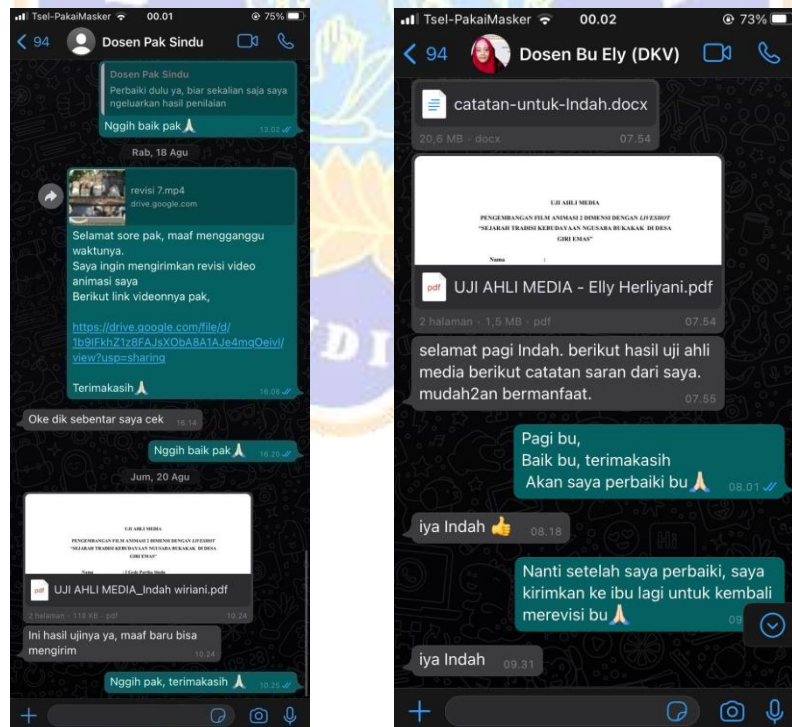 Tsel-PakaiMasker 00.01 75%
94 Dosen Pak Sindu
Dosen Pak Sindu
Perbaiki dulu ya, biar sekalian saja saya
ngeluarkan hasil penilaian
Nggih baik pak🙏🏻 13.02
Rab, 18 Agu
revisi 7.mp4
drive.google.com
Selamat sore pak, maaf mengganggu
waktunya.
Saya ingin mengirimkan revisi video
animasi saya
Berikut link videonnya pak,
https://drive.google.com/file/d/
view?usp=sharing
Terimakasih🙏🏻 16.08
Oke dik sebentar saya cek 16.14
Nggih baik pak🙏🏻 16.20
Jum, 20 Agu
UJI AHLI MEDIA
PENGEMBANGAN FILM ANIMASI 2 DIMENSI DENGAN LIVESHOT
"SEJARAH TRADISI KEBUDAYAAN NGUSABA BUKAKAK DI DESA
GIRI EMAS"
Nama :
pdf UJI AHLI MEDIA_Indah wiriani.pdf
2 halaman · 118 KB · pdf 10.24
Ini hasil ujinya ya, maaf baru bisa
mengirim 10.24
Nggih pak, terimakasih 🙏🏻 10.25
Tsel-PakaiMasker 00.02 73%
94 Dosen Bu Ely (DKV)
catatan-untuk-Indah.docx
20,6 MB · docx 07.54
UJI AHLI MEDIA
PENGEMBANGAN FILM ANIMASI 2 DIMENSI DENGAN LIVESHOT
"SEJARAH TRADISI KEBUDAYAAN NGUSABA BUKAKAK DI DESA
GIRI EMAS"
Nama :
pdf UJI AHLI MEDIA - Elly Herliyani.pdf
2 halaman · 1,5 MB · pdf 07.54
selamat pagi Indah. berikut hasil uji ahli
media berikut catatan saran dari saya.
mudah2an bermanfaat. 07.55
Pagi bu,
Baik bu, terimakasih
Akan saya perbaiki bu🙏🏻 08.01
iya Indah 👍 08.18
Nanti setelah saya perbaiki, saya
kirimkan ke ibu lagi untuk kembali
merevisi bu🙏🏻 09
iya Indah 09.31